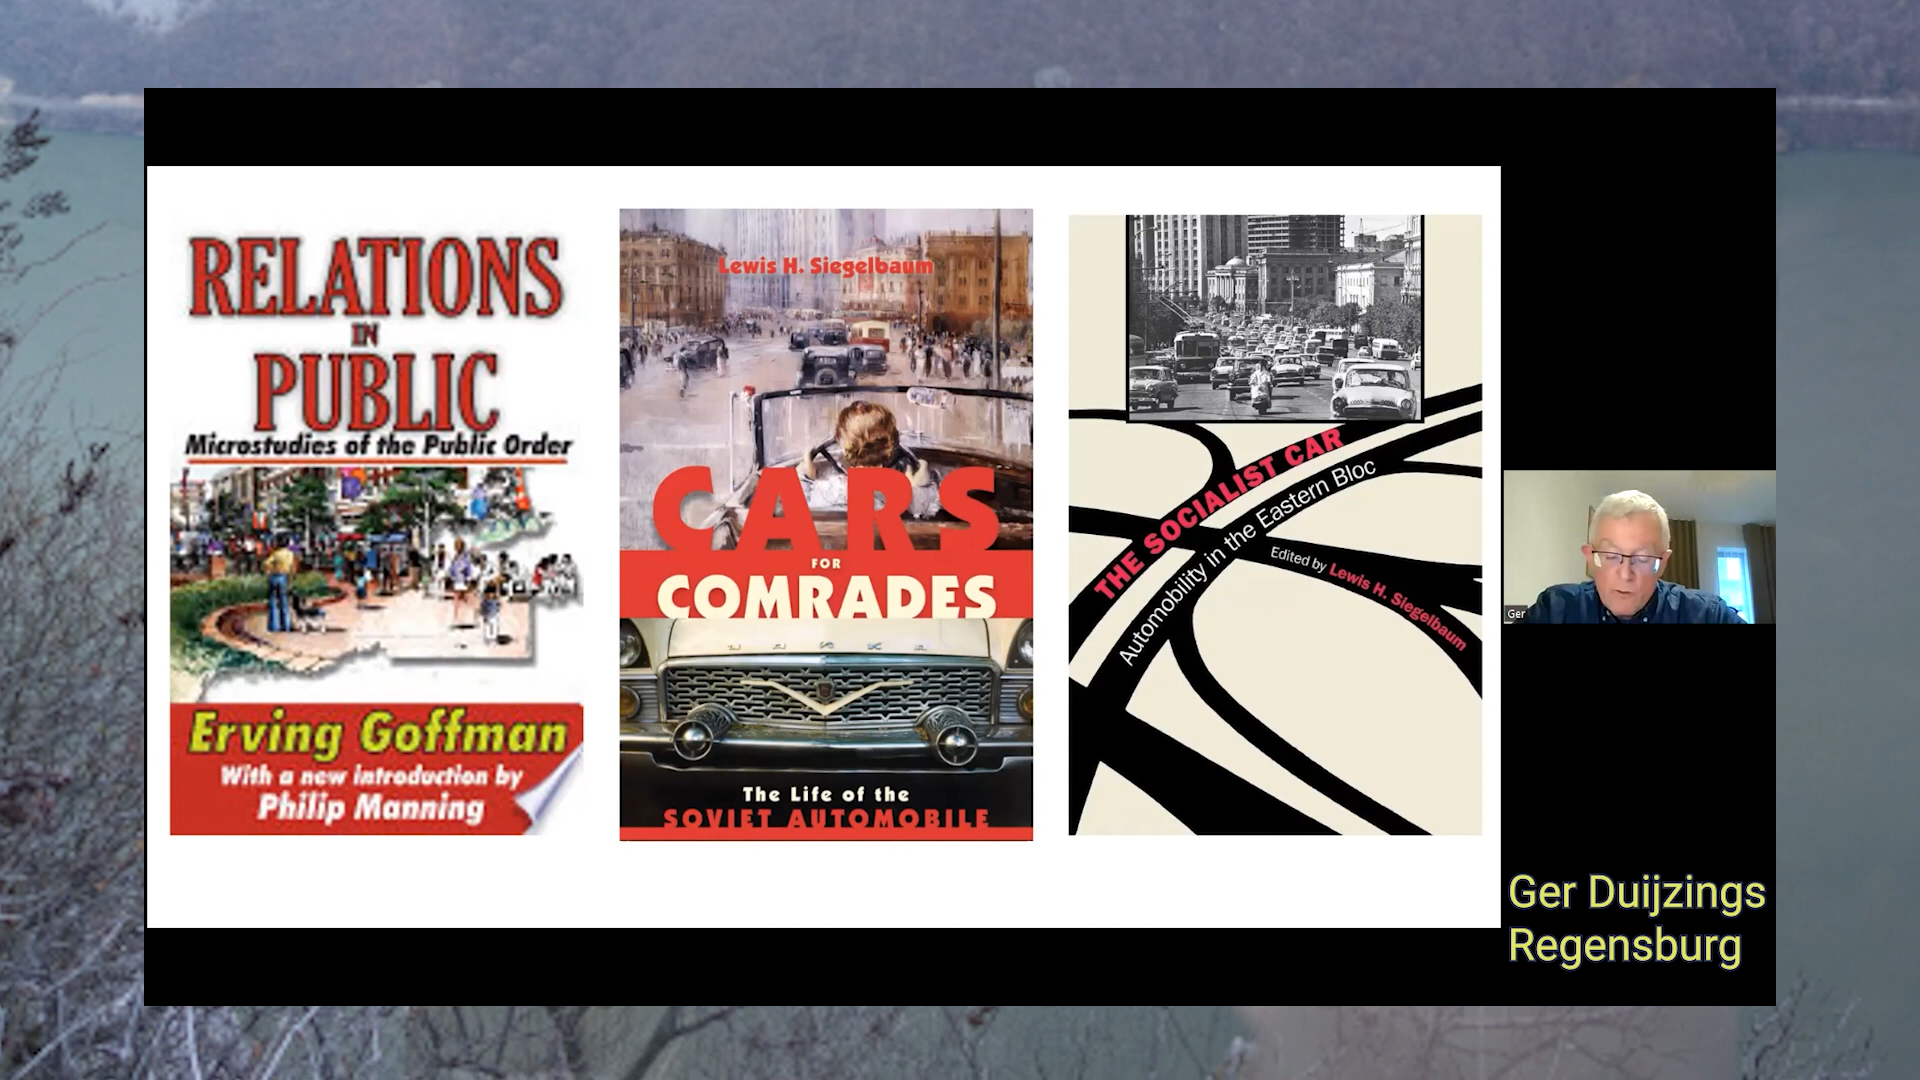 RELATIONS
IN
PUBLIC
Microstudies of the Public Order
Erving Goffman
With a new introduction by
Philip Manning
Lewis H. Siegelbaum
CARS
FOR
COMRADES
The Life of the
SOVIET AUTOMOBILE
THE SOCIALIST CAR
Automobility in the Eastern Bloc
Edited by Lewis H. Siegelbaum
Ger
Ger Duijzings
Regensburg